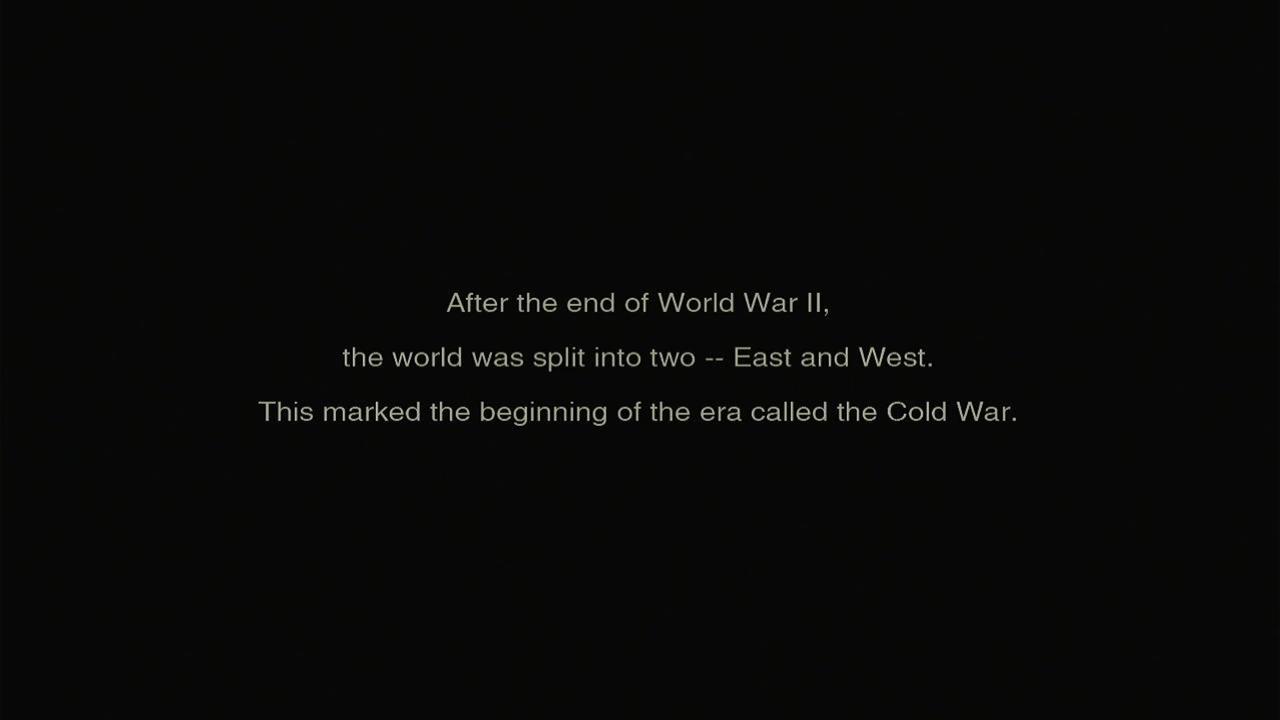 After the end of World War II,
the world was split into two -- East and West.
This marked the beginning of the era called the Cold War.